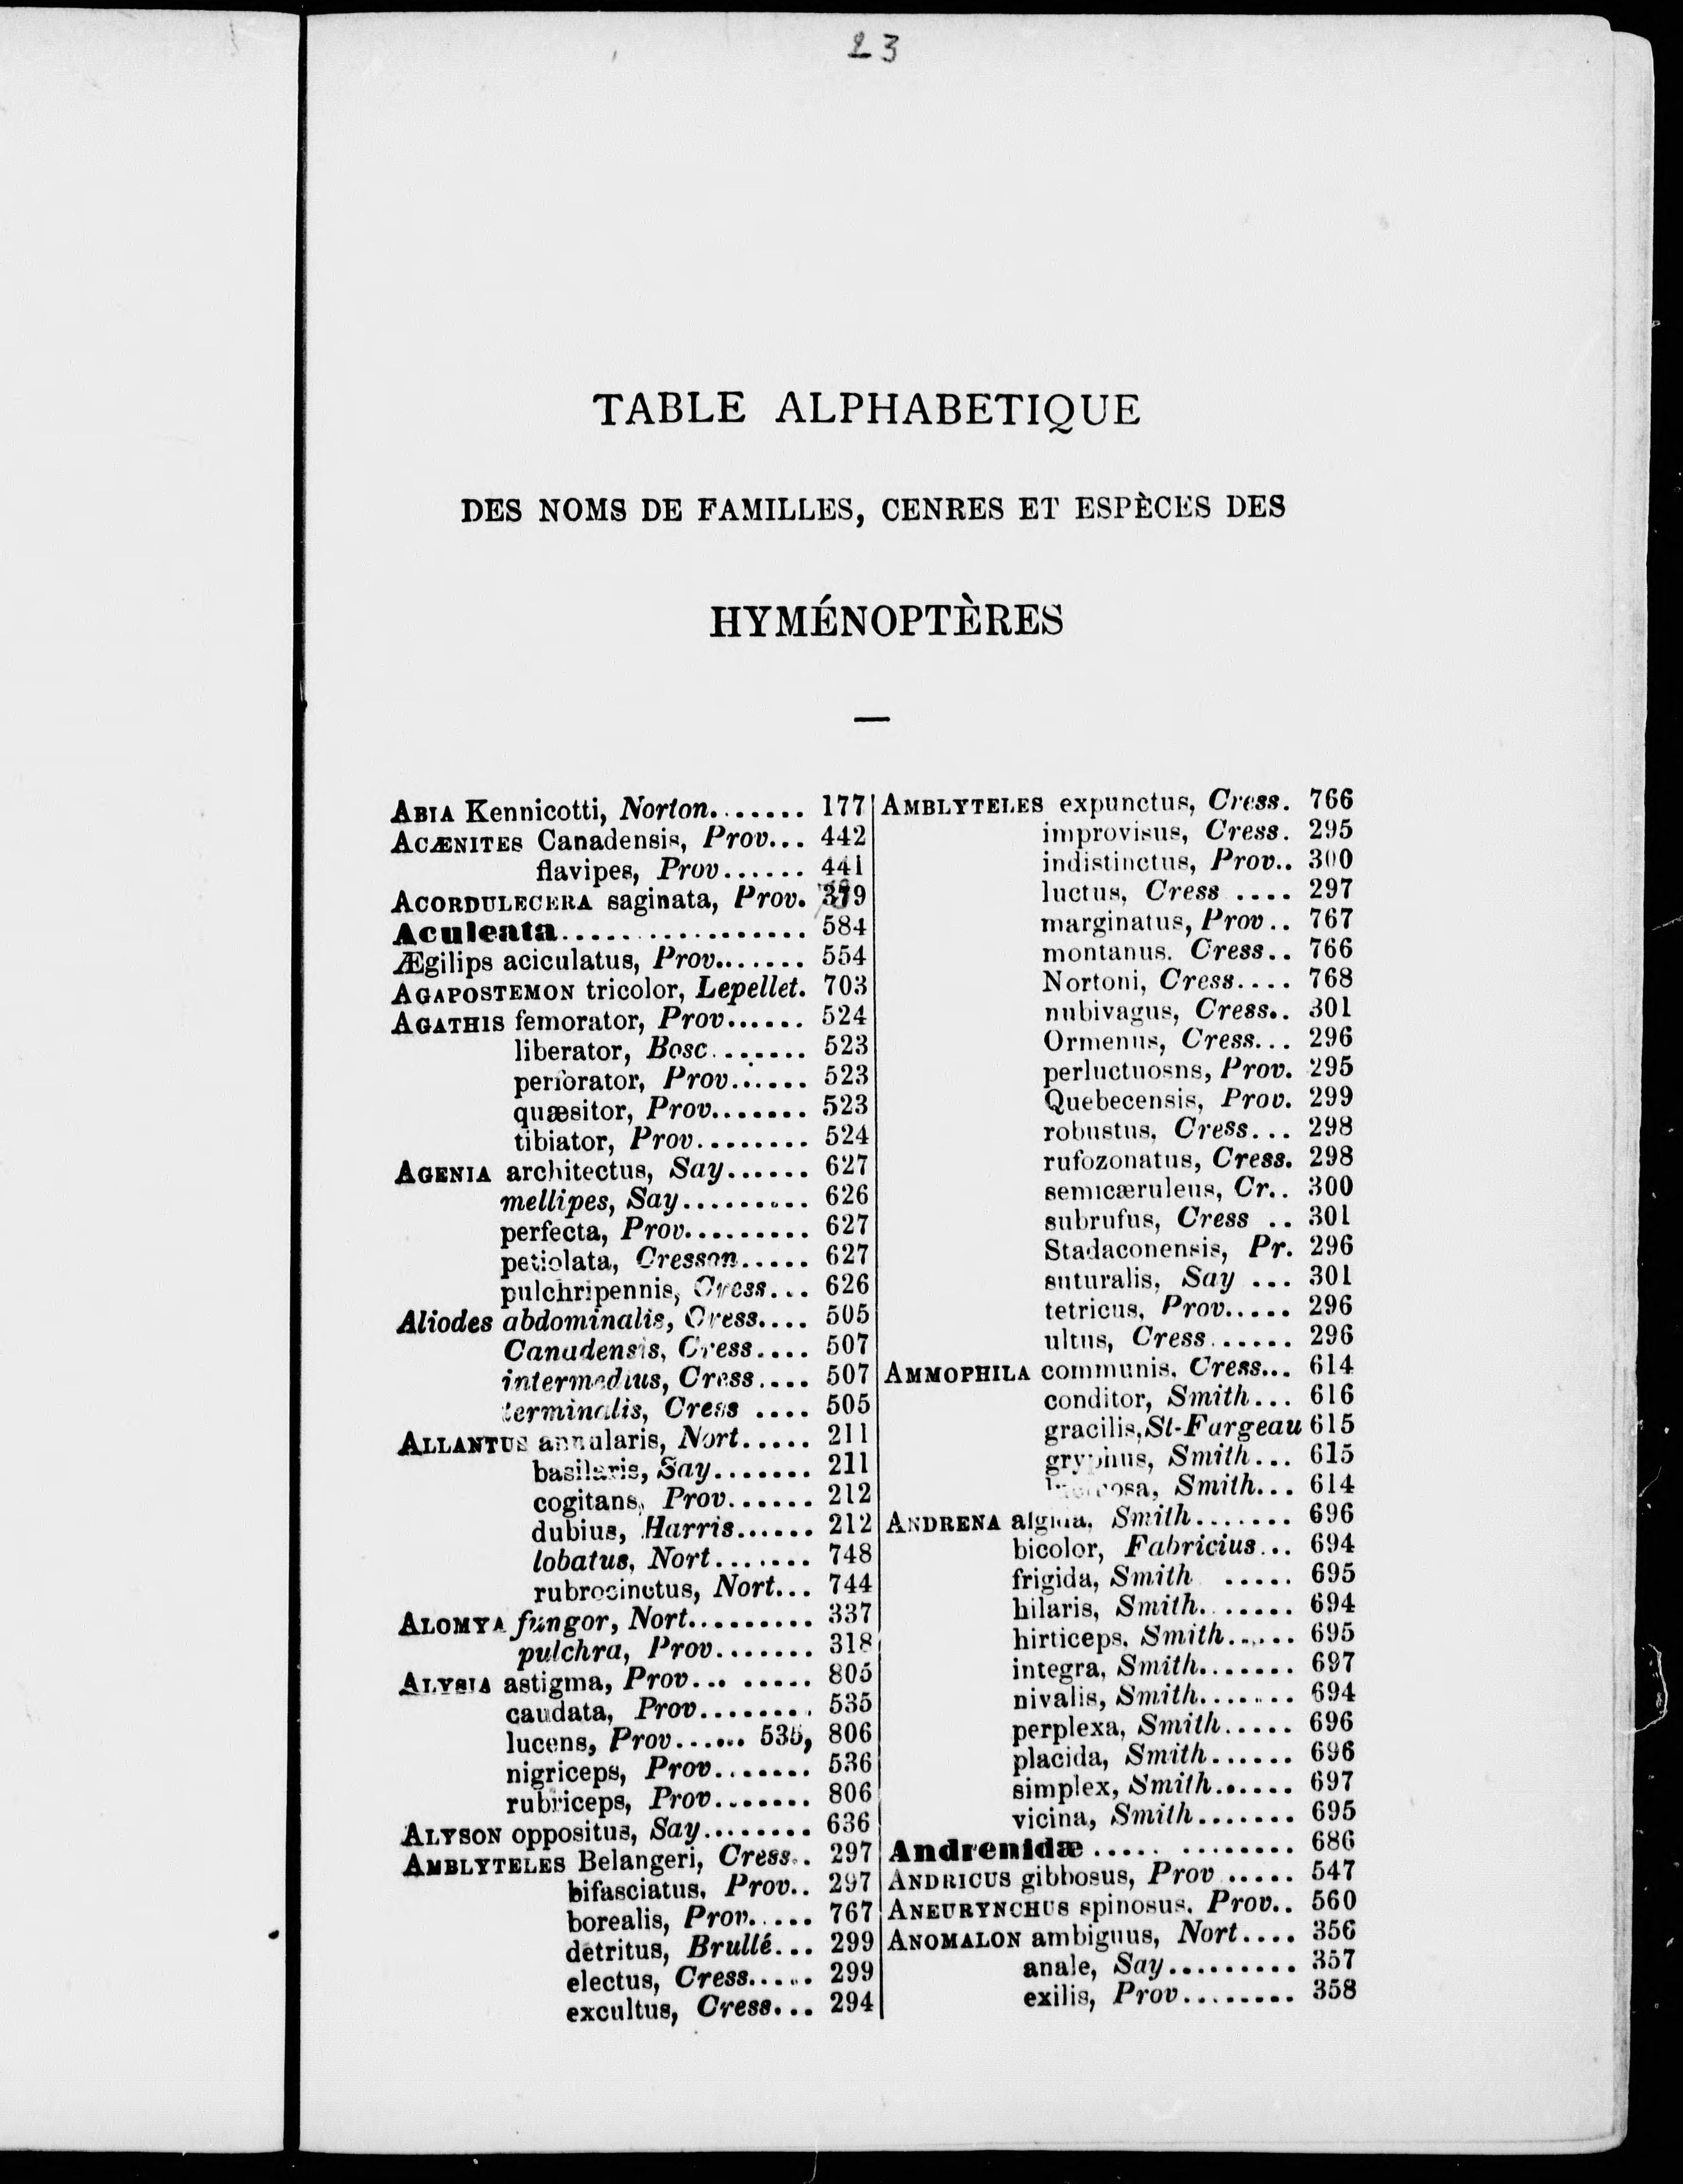 23
TABLE ALPHABETIQUE
DES NOMS DE FAMILLES, CENRES ET ESPÈCES DES
HYMÉNOPTÈRES
—
ABIA Kennicotti, Norton........ 177
ACÆNITES Canadensis, Prov... 442
flavipes, Prov...... 441
ACORDULECERA saginata, Prov. 379
Aculeata.................. 584
Ægilips aciculatus, Prov....... 554
AGAPOSTEMON tricolor, Lepellet. 703
AGATHIS femorator, Prov...... 524
liberator, Bosc....... 523
perforator, Prov...... 523
quæsitor, Prov....... 523
tibiator, Prov........ 524
AGENIA architectus, Say...... 627
mellipes, Say.......... 626
perfecta, Prov......... 627
petiolata, Cresson..... 627
pulchripennis, Cress... 626
Aliodes abdominalis, Cress.... 505
Canadensis, Cress.... 507
intermedius, Cress.... 507
terminalis, Cress .... 505
ALLANTUS annularis, Nort..... 211
basilaris, Say....... 211
cogitans, Prov...... 212
dubius, Harris...... 212
lobatus, Nort....... 748
rubrocinctus, Nort... 744
ALOMYA fungor, Nort.......... 337
pulchra, Prov....... 318
ALYSIA astigma, Prov... ..... 805
caudata, Prov........ 535
lucens, Prov...... 535, 806
nigriceps, Prov....... 536
rubriceps, Prov....... 806
ALYSON oppositus, Say........ 636
AMBLYTELES Belangeri, Cress.. 297
bifasciatus, Prov.. 297
borealis, Prov..... 767
detritus, Brullé... 299
electus, Cress..... 299
excultus, Cress... 294
AMBLYTELES expunctus, Cress. 766
improvisus, Cress. 295
indistinctus, Prov.. 300
luctus, Cress .... 297
marginatus, Prov.. 767
montanus. Cress.. 766
Nortoni, Cress.... 768
nubivagus, Cress.. 301
Ormenus, Cress... 296
perluctuosns, Prov. 295
Quebecensis, Prov. 299
robustus, Cress... 298
rufozonatus, Cress. 298
semicæruleus, Cr.. 300
subrufus, Cress .. 301
Stadaconensis, Pr. 296
suturalis, Say ... 301
tetricus, Prov..... 296
ultus, Cress...... 296
AMMOPHILA communis. Cress... 614
conditor, Smith... 616
gracilis, St-Fargeau 615
gryphus, Smith... 615
Smith... 614
ANDRENA algida, Smith....... 696
bicolor, Fabricius... 694
frigida, Smith ..... 695
hilaris, Smith....... 694
hirticeps. Smith...... 695
integra, Smith....... 697
nivalis, Smith....... 694
perplexa, Smith..... 696
placida, Smith...... 696
simplex, Smith...... 697
vicina, Smith....... 695
Andrenidæ ..... ........ 686
ANDRICUS gibbosus, Prov ..... 547
ANEURYNCHUS spinosus. Prov.. 560
ANOMALON ambiguus, Nort.... 356
anale, Say......... 357
exilis, Prov........ 358